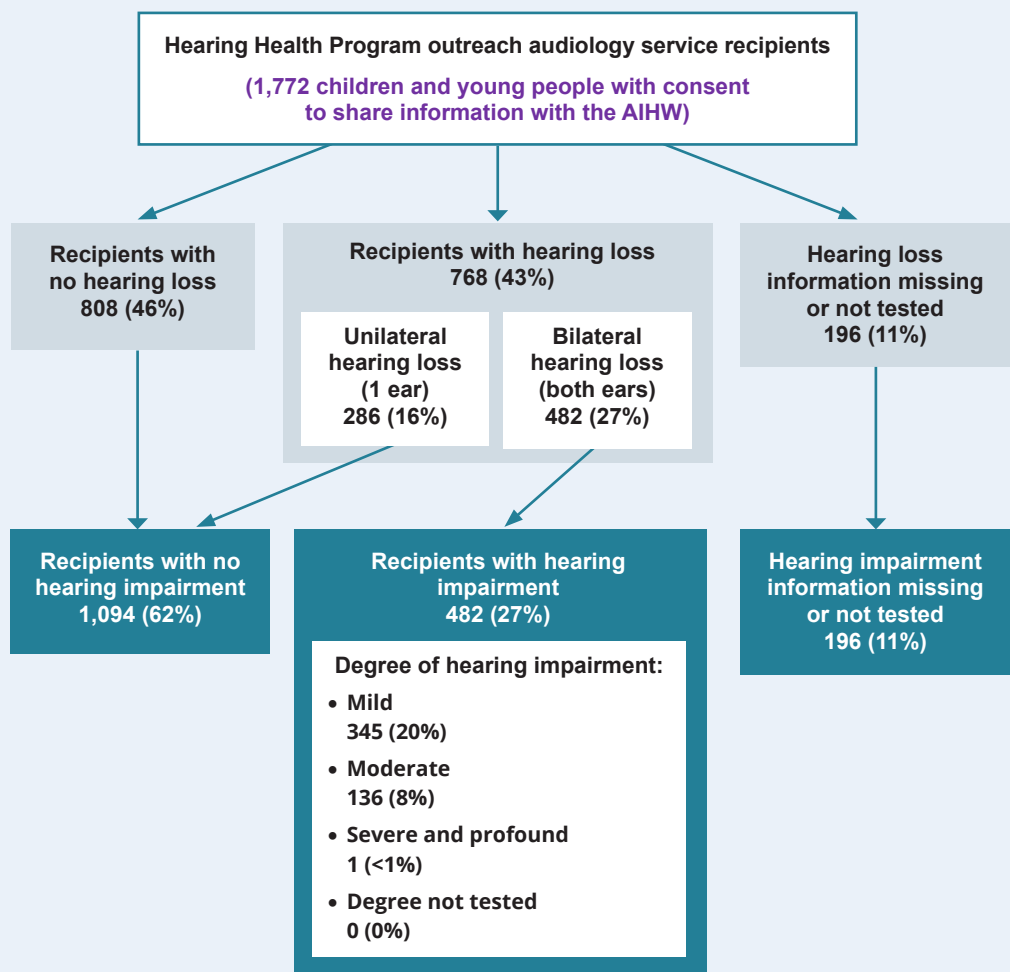 Hearing Health Program outreach audiology service recipients
(1,772 children and young people with consent
to share information with the AIHW)
Recipients with
no hearing loss
808 (46%)
Recipients with hearing loss
768 (43%)
Unilateral
hearing loss
(1 ear)
286 (16%)
Bilateral
hearing loss
(both ears)
482 (27%)
Hearing loss
information missing
or not tested
196 (11%)
Recipients with no
hearing impairment
1,094 (62%)
Recipients with hearing
impairment
482 (27%)
Degree of hearing impairment:
• Mild
345 (20%)
• Moderate
136 (8%)
• Severe and profound
1 (<1%)
• Degree not tested
0 (0%)
Hearing impairment
information missing
or not tested
196 (11%)